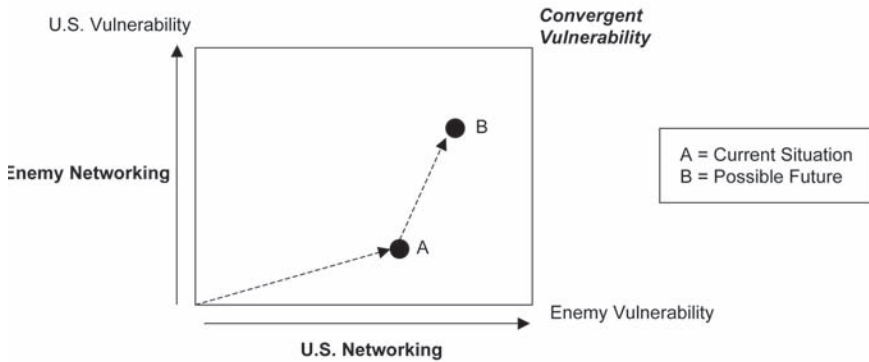 U.S. Vulnerability
Convergent
Vulnerability
B
Enemy Networking
A = Current Situation
B = Possible Future
A
Enemy Vulnerability
U.S. Networking